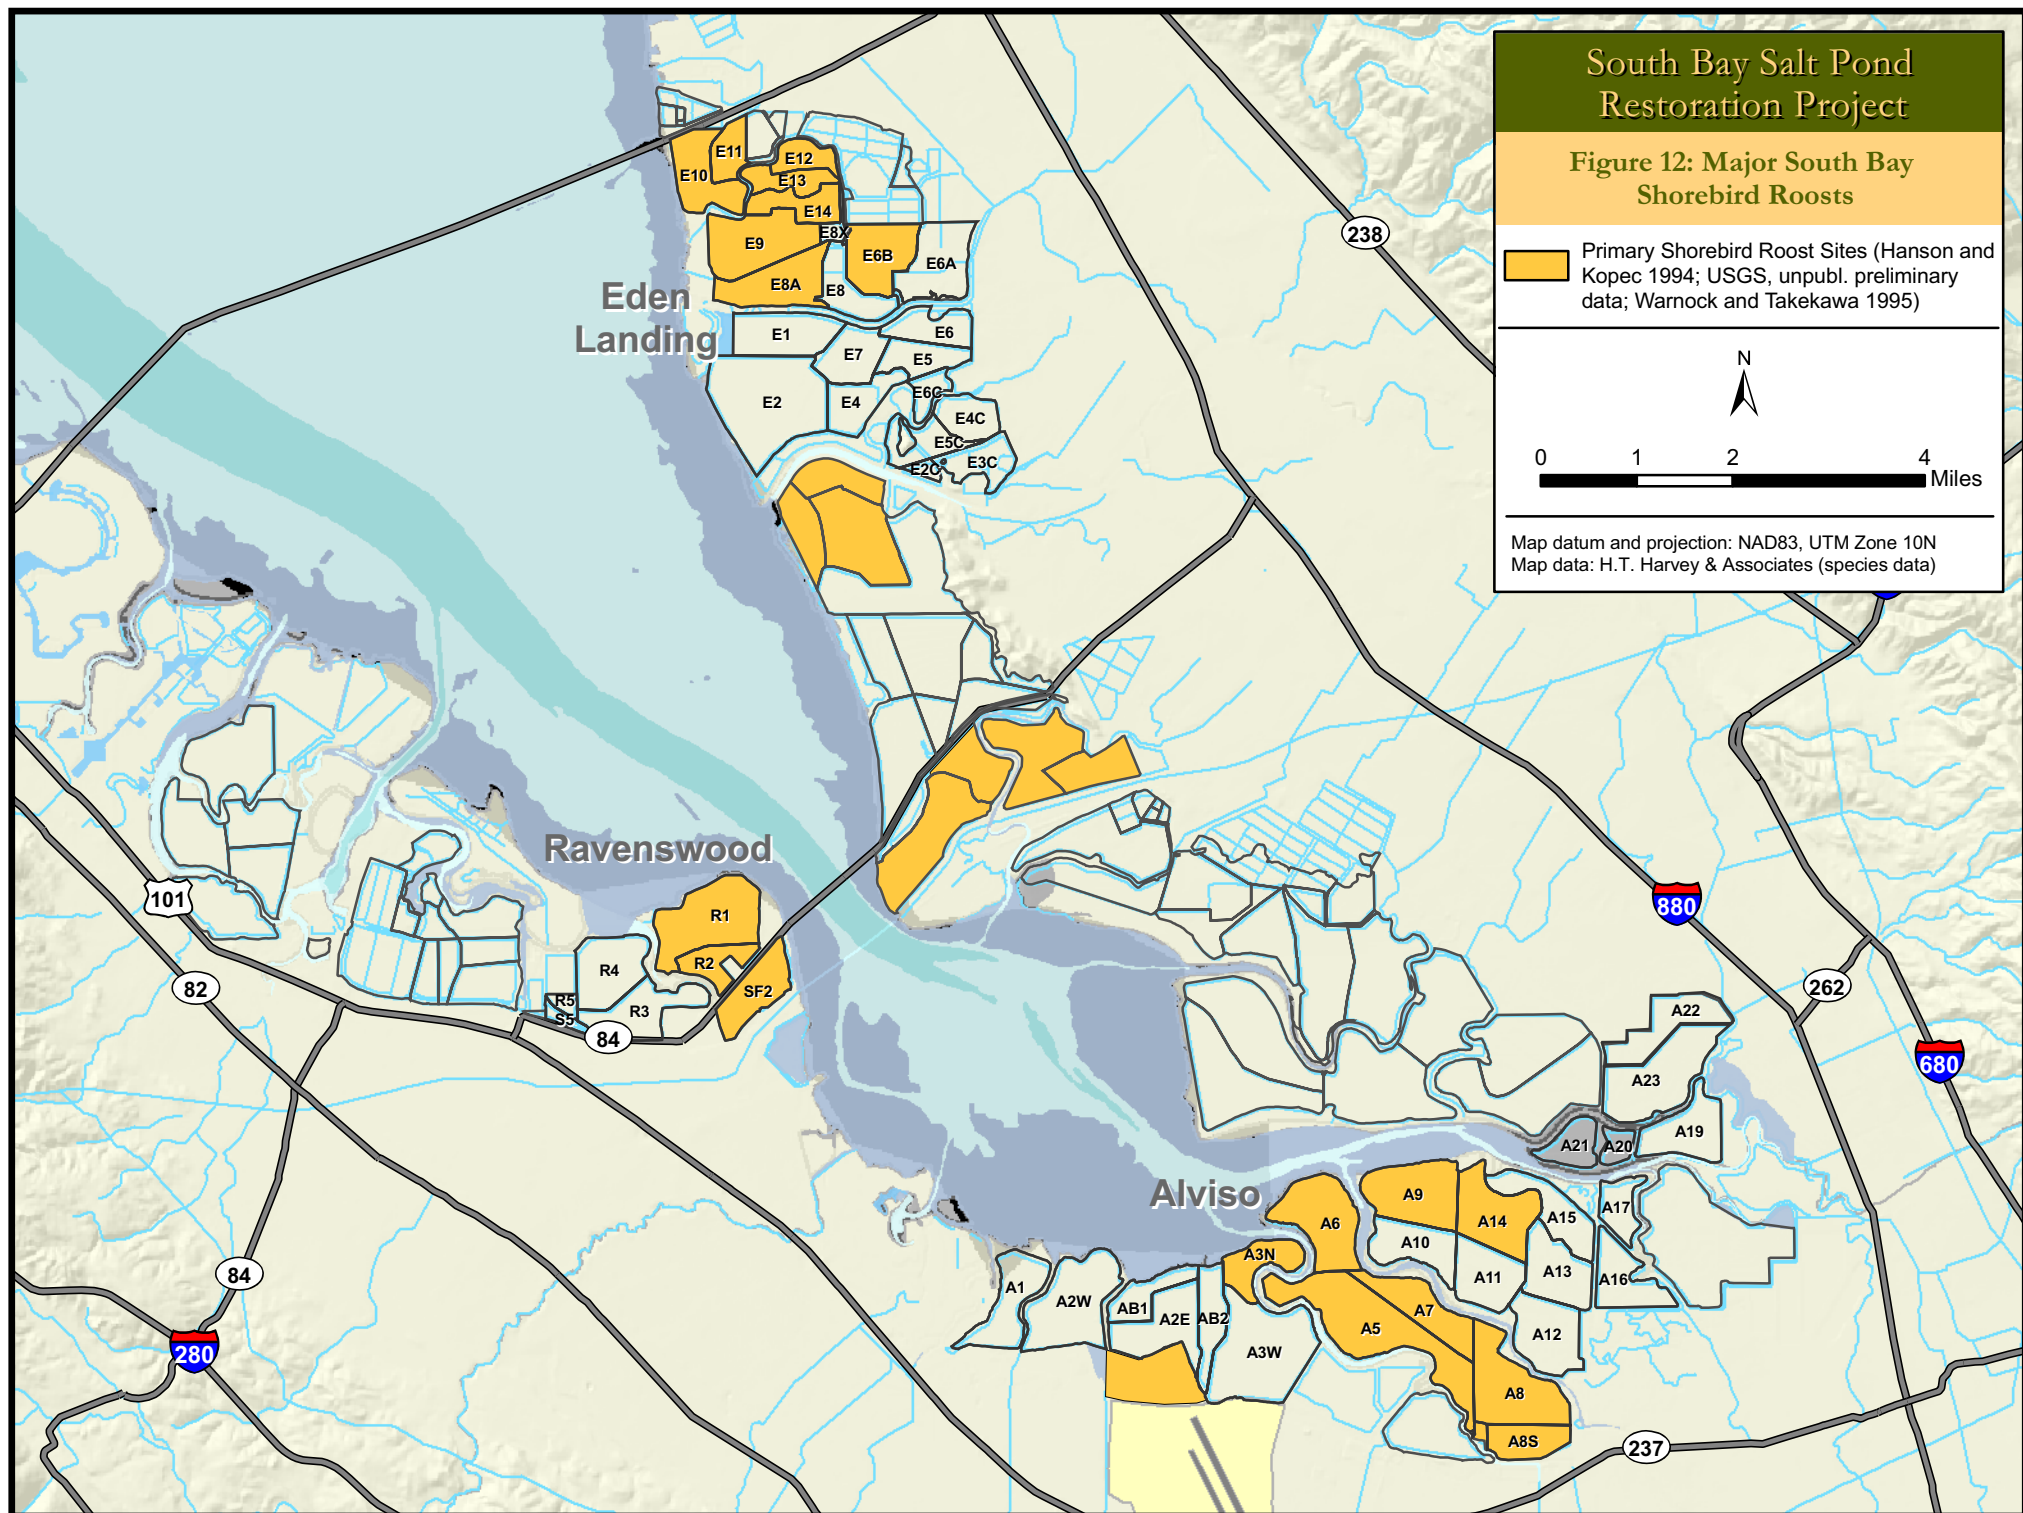 South Bay Salt Pond
Restoration Project
Figure 12: Major South Bay
Shorebird Roosts
Primary Shorebird Roost Sites (Hanson and
Kopec 1994; USGS, unpubl. preliminary
data; Warnock and Takekawa 1995)
N
0 1 2 4
Miles
Map datum and projection: NAD83, UTM Zone 10N
Map data: H.T. Harvey & Associates (species data)
E11
E12
E10
E13
E14
E8X
E9
E6B
E6A
E8A
E8
Eden
Landing
E1
E6
E7
E5
E6C
E2
E4
E4C
E5C
E2C
E3C
238
Ravenswood
101
880
R1
R2
R4
SF2
R5
S5
R3
82
84
262
680
A22
A23
A21
A20
A19
Alviso
A9
A6
A14
A15
A17
A10
A3N
A11
A13
A16
A1
A2W
AB1
A2E
AB2
A7
A5
A12
A3W
A8
A8S
84
280
237